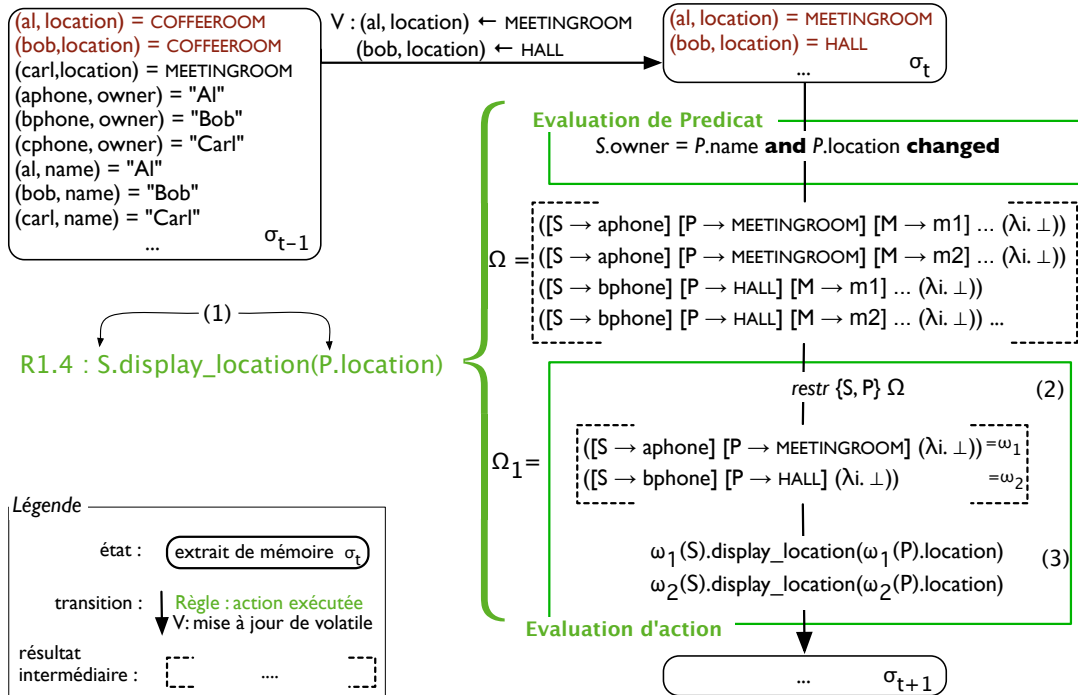 (al, location) = COFFEEROOM
(bob,location) = COFFEEROOM
(carl,location) = MEETINGROOM
(aphone, owner) = "Al"
(bphone, owner) = "Bob"
(cphone, owner) = "Carl"
(al, name) = "Al"
(bob, name) = "Bob"
(carl, name) = "Carl"
...
σt-1
V : (al, location) ← MEETINGROOM
(bob, location) ← HALL
(al, location) = MEETINGROOM
(bob, location) = HALL
...
σt
Evaluation de Predicat
S.owner = P.name and P.location changed
Ω =
([S → aphone] [P → MEETINGROOM] [M → m1] ... (λi. ⊥))
([S → aphone] [P → MEETINGROOM] [M → m2] ... (λi. ⊥))
([S → bphone] [P → HALL] [M → m1] ... (λi. ⊥))
([S → bphone] [P → HALL] [M → m2] ... (λi. ⊥)) ...
(1)
R1.4 : S.display_location(P.location)
restr {S, P} Ω
(2)
Ω1=
([S → aphone] [P → MEETINGROOM] (λi. ⊥)) =ω1
([S → bphone] [P → HALL] (λi. ⊥)) =ω2
ω1(S).display_location(ω1(P).location)
(3)
ω2(S).display_location(ω2(P).location)
Evaluation d'action
...
σt+1
Légende
état :
extrait de mémoire σt
transition :
Règle : action exécutée
V: mise à jour de volatile
résultat
intermédiaire :
....